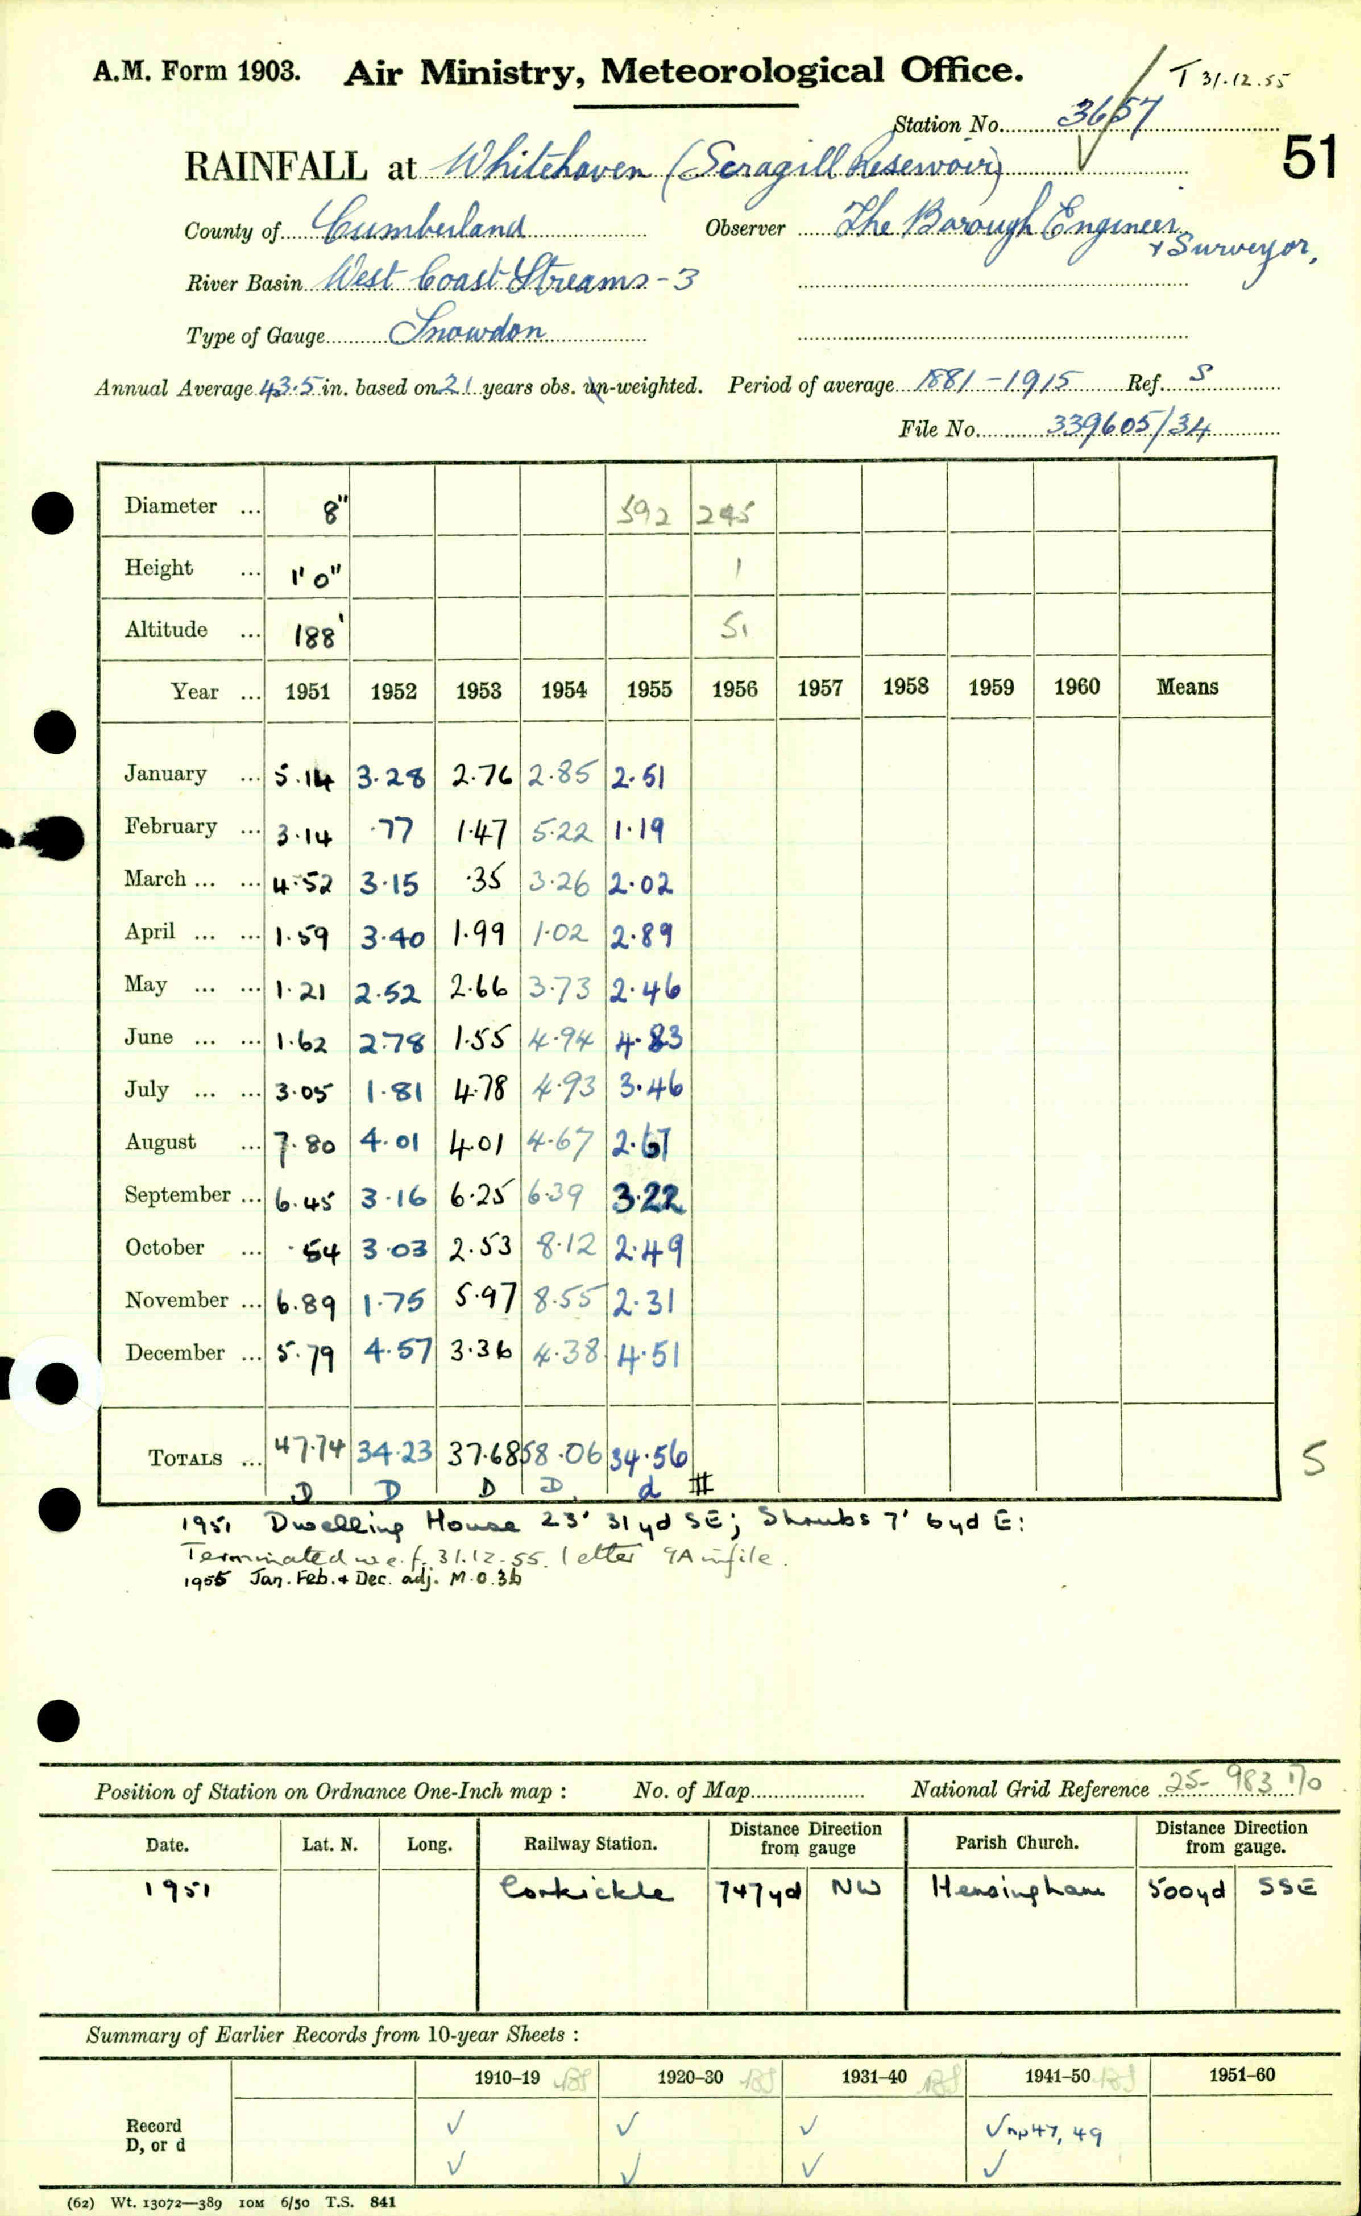 A.M. Form 1903. Air Ministry, Meteorological Office. T 31.12.55
Station No. 3657
RAINFALL at Whitehaven (Scragill Resewoir) 51
County of Cumberland Observer The Borough Engineer
+ Surveyor,
River Basin West Coast Streams - 3
Type of Gauge Snowdon
Annual Average 43.5 in. based on 21 years obs. un-weighted. Period of average 1881-1915 Ref. S
File No. 339605/34
Diameter ... 8" 592 245
Height ... 1'0" 1
Altitude ... 188' 51
Year ... 1951 1952 1953 1954 1955 1956 1957 1958 1959 1960 Means
January ... 5.14 3.28 2.76 2.85 2.51
February ... 3.14 .77 1.47 5.22 1.19
March ... ... 4.52 3.15 .35 3.26 2.02
April ... ... 1.59 3.40 1.99 1.02 2.89
May ... ... 1.21 2.52 2.66 3.73 2.46
June ... ... 1.62 2.78 1.55 4.94 4.83
July ... ... 3.05 1.81 4.78 4.93 3.46
August ... 7.80 4.01 4.01 4.67 2.67
September ... 6.45 3.16 6.25 6.39 3.22
October ... .54 3.03 2.53 8.12 2.49
November ... 6.89 1.75 5.97 8.55 2.31
December ... 5.79 4.57 3.36 4.38 4.51
TOTALS ... 47.74 34.23 37.68 58.06 34.56 5
D D D D d #
1951 Dwelling House 23' 31yd SE; Shrubs 7' 6yd E:
Terminated w.e.f. 31.12.55. letter 9A in file.
1955 Jan. Feb. + Dec. adj. M.O.3b
Position of Station on Ordnance One-Inch map : No. of Map National Grid Reference 25- 983 170
Date. Lat. N. Long. Railway Station. Distance Direction from gauge Parish Church. Distance Direction from gauge.
1951 Corkickle 747yd NW Hensingham 500yd SSE
Summary of Earlier Records from 10-year Sheets :
1910-19 1920-30 1931-40 1941-50 1951-60
Record ✓ ✓ ✓ ✓ np47, 49
D, or d ✓ ✓ ✓ ✓
(62) Wt. 13072—389 10M 6/50 T.S. 841